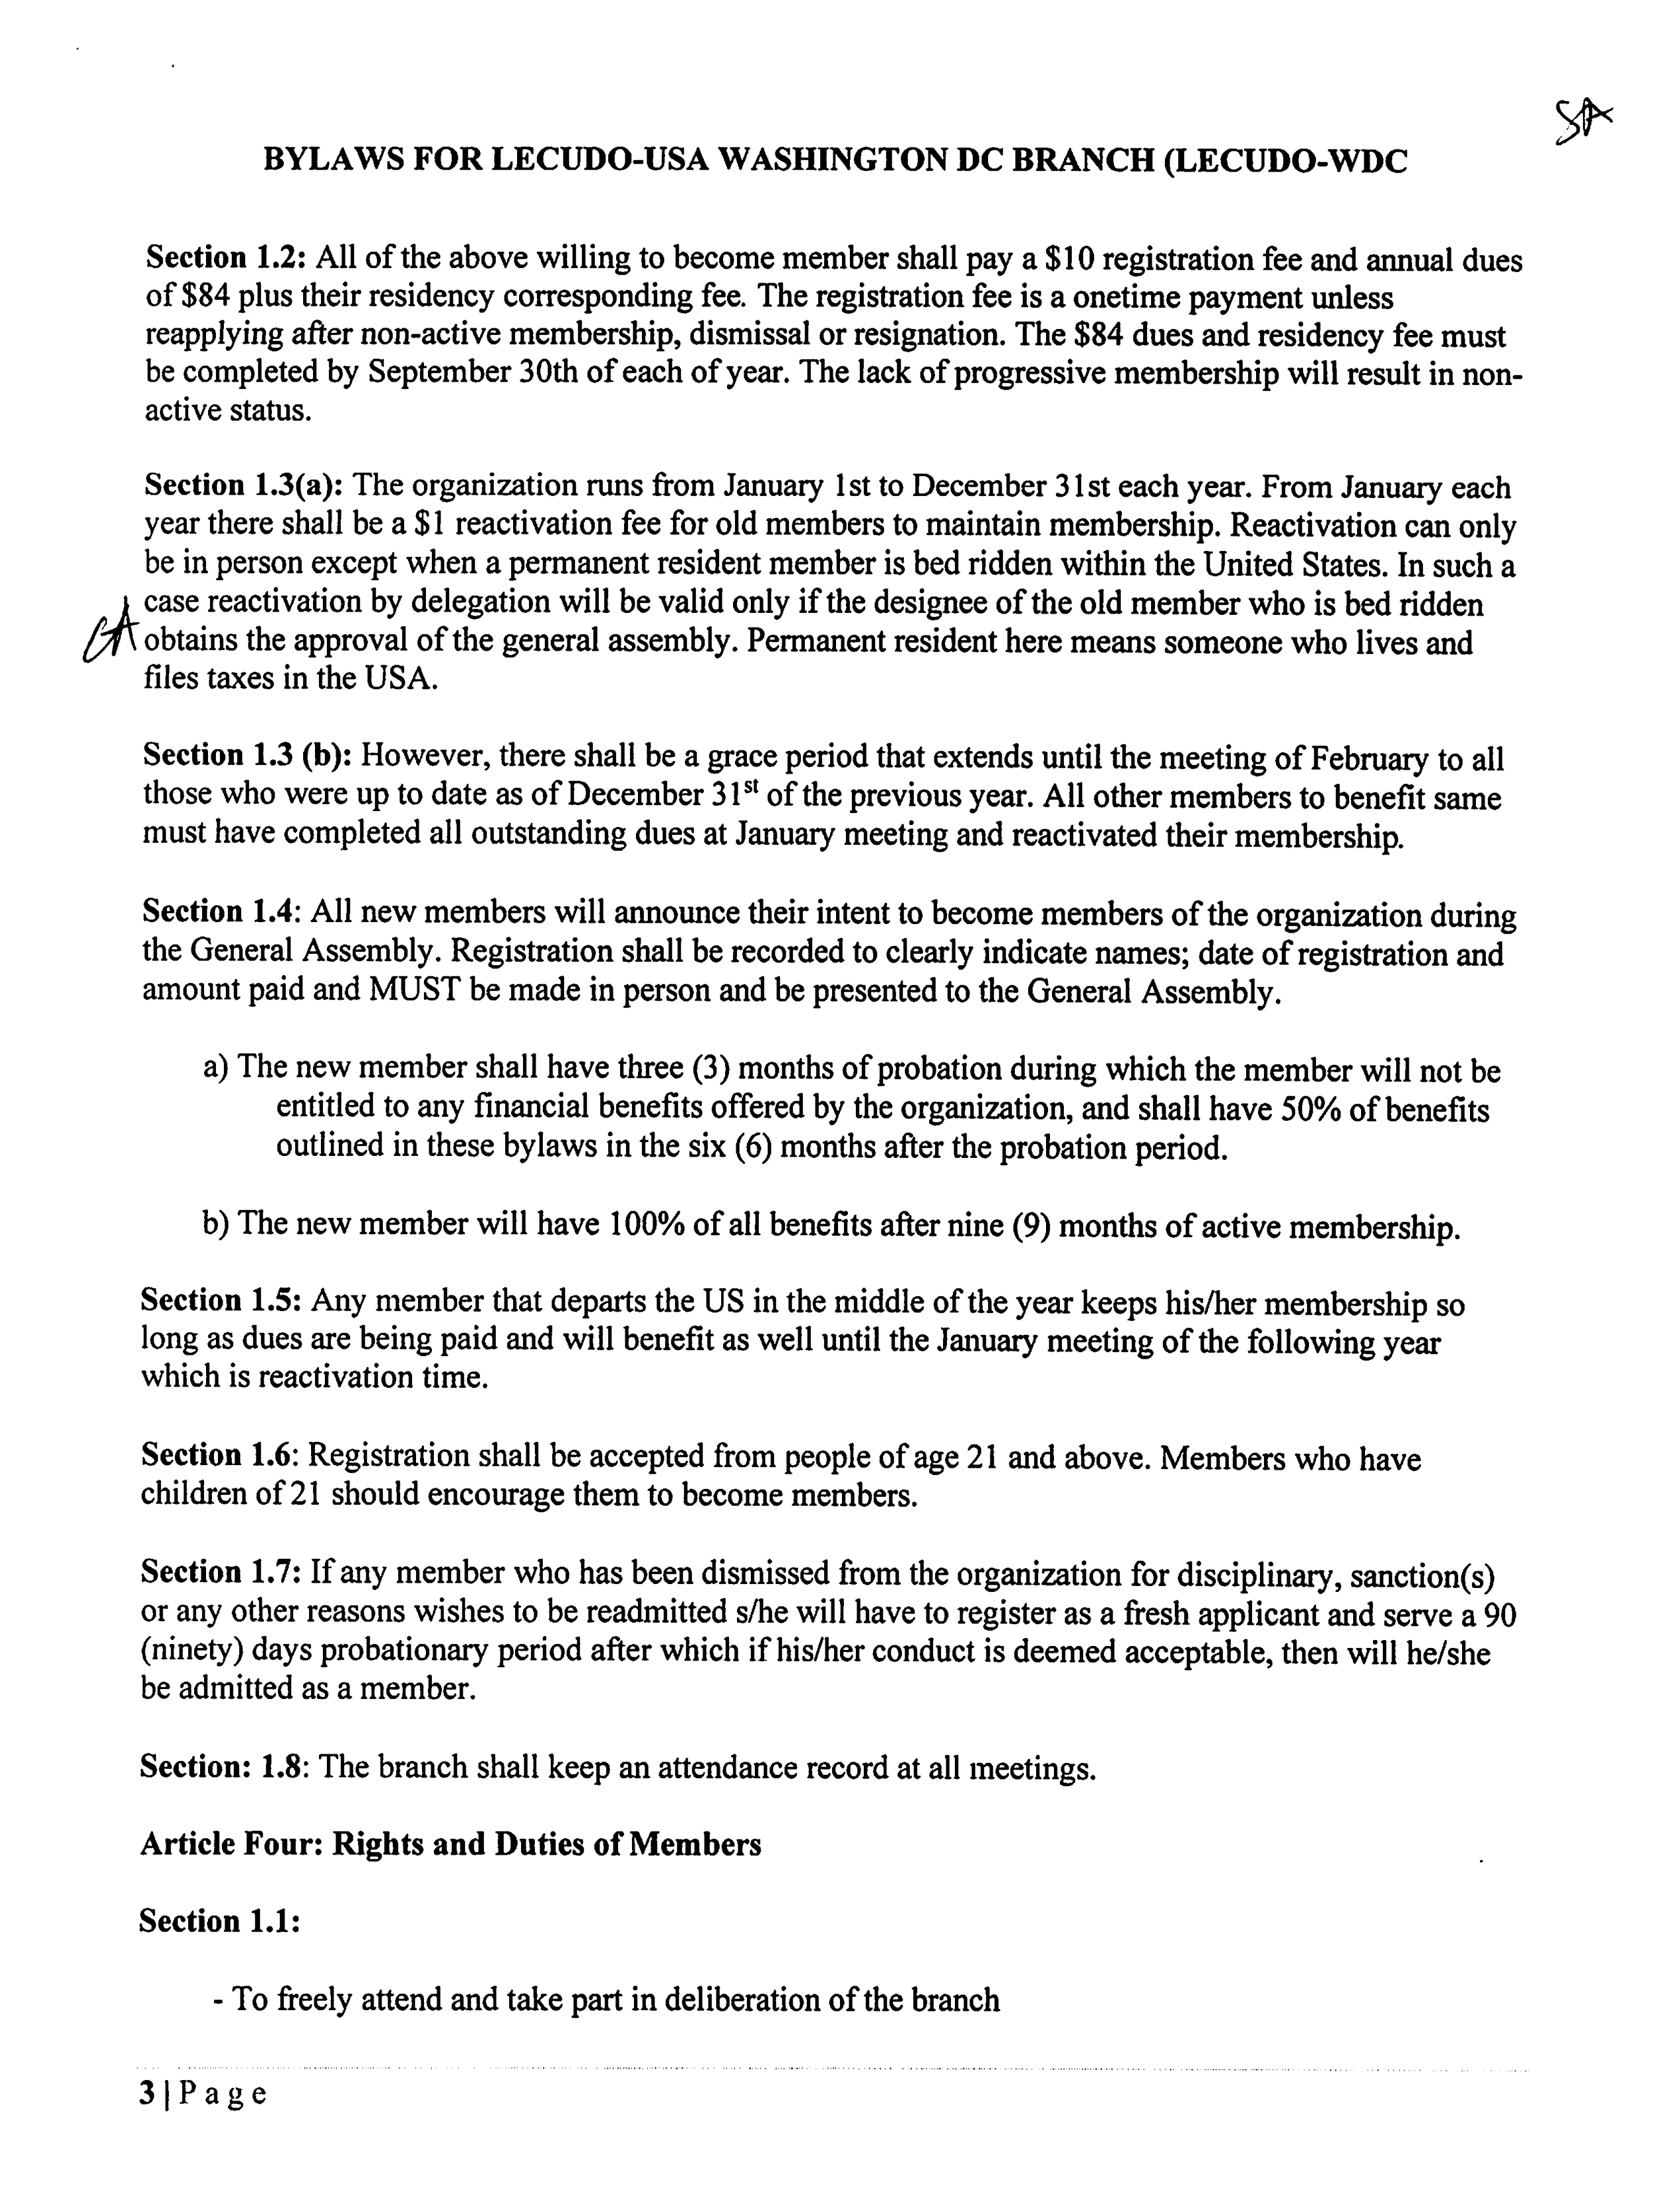 SA
BYLAWS FOR LECUDO-USA WASHINGTON DC BRANCH (LECUDO-WDC
Section 1.2: All of the above willing to become member shall pay a $10 registration fee and annual dues
of $84 plus their residency corresponding fee. The registration fee is a onetime payment unless
reapplying after non-active membership, dismissal or resignation. The $84 dues and residency fee must
be completed by September 30th of each of year. The lack of progressive membership will result in non-
active status.
Section 1.3(a): The organization runs from January 1st to December 31st each year. From January each
year there shall be a $1 reactivation fee for old members to maintain membership. Reactivation can only
be in person except when a permanent resident member is bed ridden within the United States. In such a
case reactivation by delegation will be valid only if the designee of the old member who is bed ridden
obtains the approval of the general assembly. Permanent resident here means someone who lives and
files taxes in the USA.
Section 1.3 (b): However, there shall be a grace period that extends until the meeting of February to all
those who were up to date as of December 31st of the previous year. All other members to benefit same
must have completed all outstanding dues at January meeting and reactivated their membership.
Section 1.4: All new members will announce their intent to become members of the organization during
the General Assembly. Registration shall be recorded to clearly indicate names; date of registration and
amount paid and MUST be made in person and be presented to the General Assembly.
a) The new member shall have three (3) months of probation during which the member will not be
entitled to any financial benefits offered by the organization, and shall have 50% of benefits
outlined in these bylaws in the six (6) months after the probation period.
b) The new member will have 100% of all benefits after nine (9) months of active membership.
Section 1.5: Any member that departs the US in the middle of the year keeps his/her membership so
long as dues are being paid and will benefit as well until the January meeting of the following year
which is reactivation time.
Section 1.6: Registration shall be accepted from people of age 21 and above. Members who have
children of 21 should encourage them to become members.
Section 1.7: If any member who has been dismissed from the organization for disciplinary, sanction(s)
or any other reasons wishes to be readmitted s/he will have to register as a fresh applicant and serve a 90
(ninety) days probationary period after which if his/her conduct is deemed acceptable, then will he/she
be admitted as a member.
Section: 1.8: The branch shall keep an attendance record at all meetings.
Article Four: Rights and Duties of Members
Section 1.1:
- To freely attend and take part in deliberation of the branch
3 | P a g e